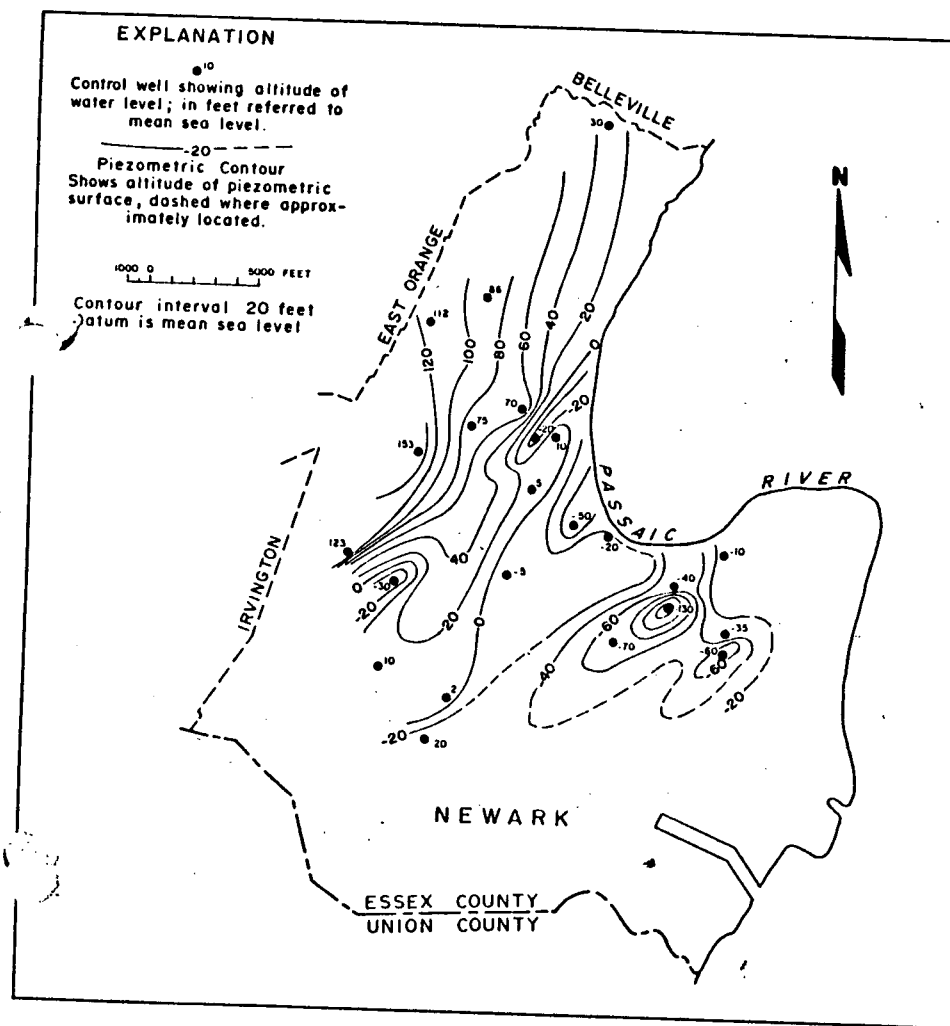 EXPLANATION
10
Control well showing altitude of
water level; in feet referred to
mean sea level.
-20
Piezometric Contour
Shows altitude of piezometric
surface, dashed where approx-
imately located.
1000 0 5000 FEET
Contour interval 20 feet
Datum is mean sea level
BELLEVILLE
30
N
EAST ORANGE
86
112
120
100
80
60
40
20
0
70
-20
75
-20
10
153
5
PASSAIC
RIVER
-50
-20
123
IRVINGTON
40
-10
0
-30
-5
-40
-20
20
0
-130
-60
-35
-70
-60
-60
10
-40
-20
2
-20
20
NEWARK
ESSEX COUNTY
UNION COUNTY